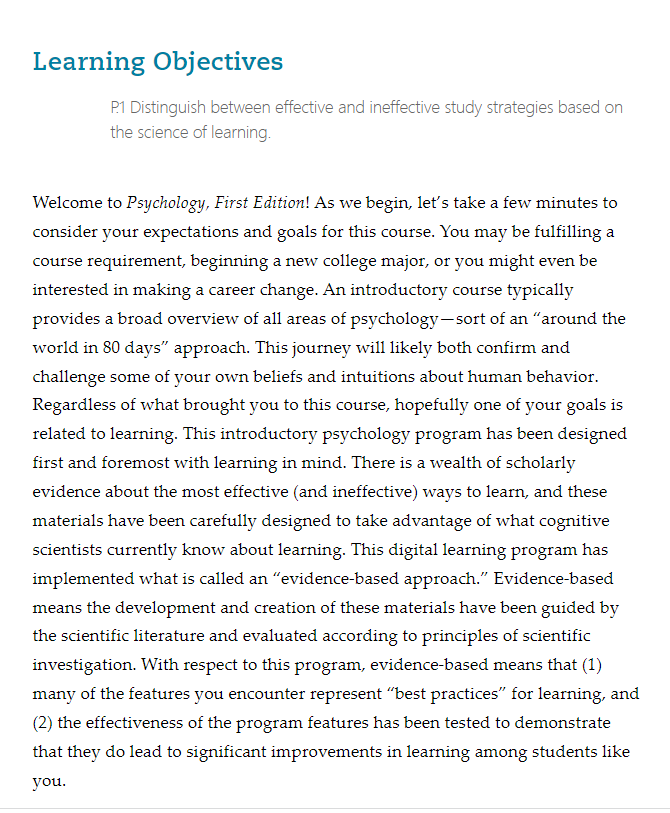 Learning Objectives
P.1 Distinguish between effective and ineffective study strategies based on
the science of learning.
Welcome to Psychology, First Edition! As we begin, let’s take a few minutes to
consider your expectations and goals for this course. You may be fulfilling a
course requirement, beginning a new college major, or you might even be
interested in making a career change. An introductory course typically
provides a broad overview of all areas of psychology—sort of an “around the
world in 80 days” approach. This journey will likely both confirm and
challenge some of your own beliefs and intuitions about human behavior.
Regardless of what brought you to this course, hopefully one of your goals is
related to learning. This introductory psychology program has been designed
first and foremost with learning in mind. There is a wealth of scholarly
evidence about the most effective (and ineffective) ways to learn, and these
materials have been carefully designed to take advantage of what cognitive
scientists currently know about learning. This digital learning program has
implemented what is called an “evidence-based approach.” Evidence-based
means the development and creation of these materials have been guided by
the scientific literature and evaluated according to principles of scientific
investigation. With respect to this program, evidence-based means that (1)
many of the features you encounter represent “best practices” for learning, and
(2) the effectiveness of the program features has been tested to demonstrate
that they do lead to significant improvements in learning among students like
you.